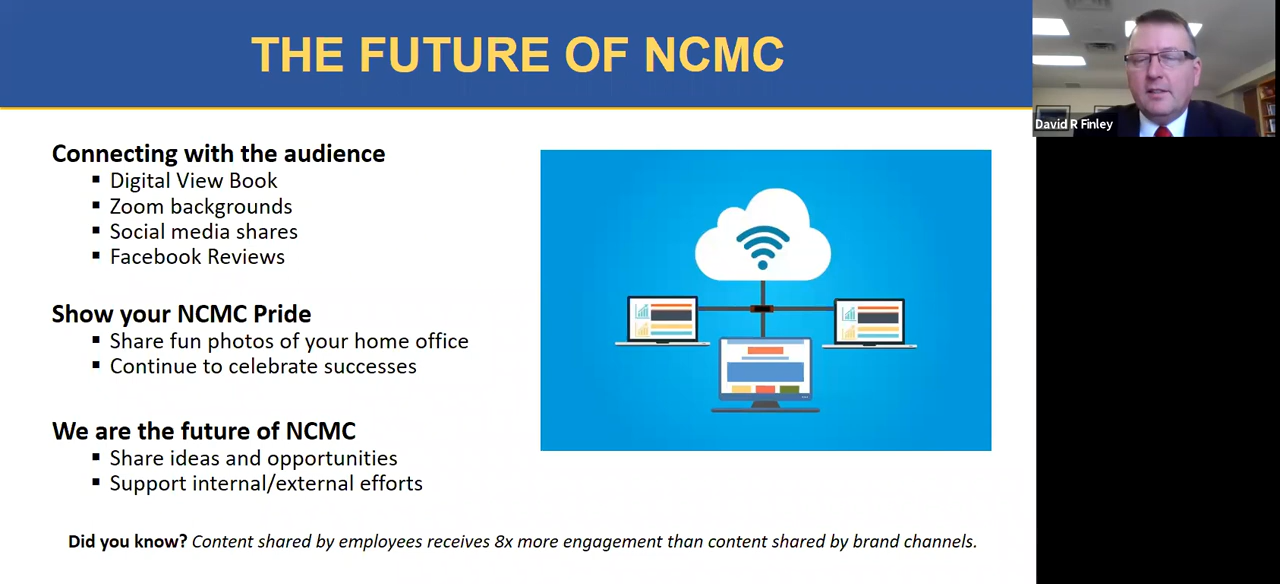 THE FUTURE OF NCMC
David R Finley
Connecting with the audience
▪ Digital View Book
▪ Zoom backgrounds
▪ Social media shares
▪ Facebook Reviews
Show your NCMC Pride
▪ Share fun photos of your home office
▪ Continue to celebrate successes
We are the future of NCMC
▪ Share ideas and opportunities
▪ Support internal/external efforts
Did you know? Content shared by employees receives 8x more engagement than content shared by brand channels.